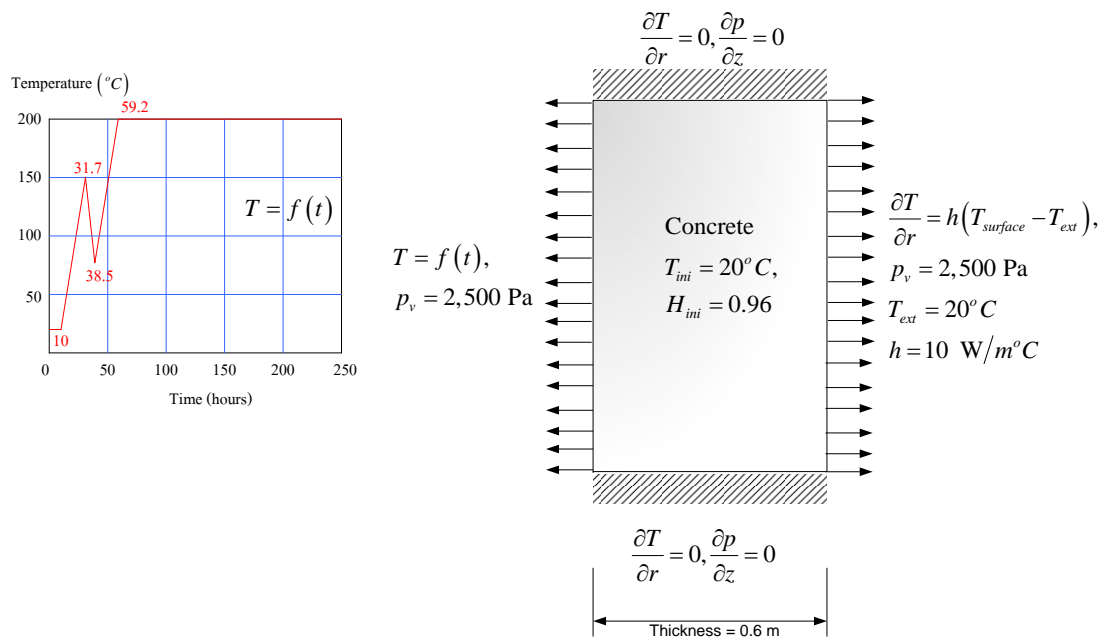 Temperature (°C)
59.2
200
31.7
150
T = f(t)
100
38.5
50
10
0 50 100 150 200 250
Time (hours)
∂T/∂r = 0, ∂p/∂z = 0
T = f(t),
p_v = 2,500 Pa
Concrete
T_ini = 20°C,
H_ini = 0.96
∂T/∂r = h(T_surface − T_ext),
p_v = 2,500 Pa
T_ext = 20°C
h = 10 W/m°C
∂T/∂r = 0, ∂p/∂z = 0
Thickness = 0.6 m